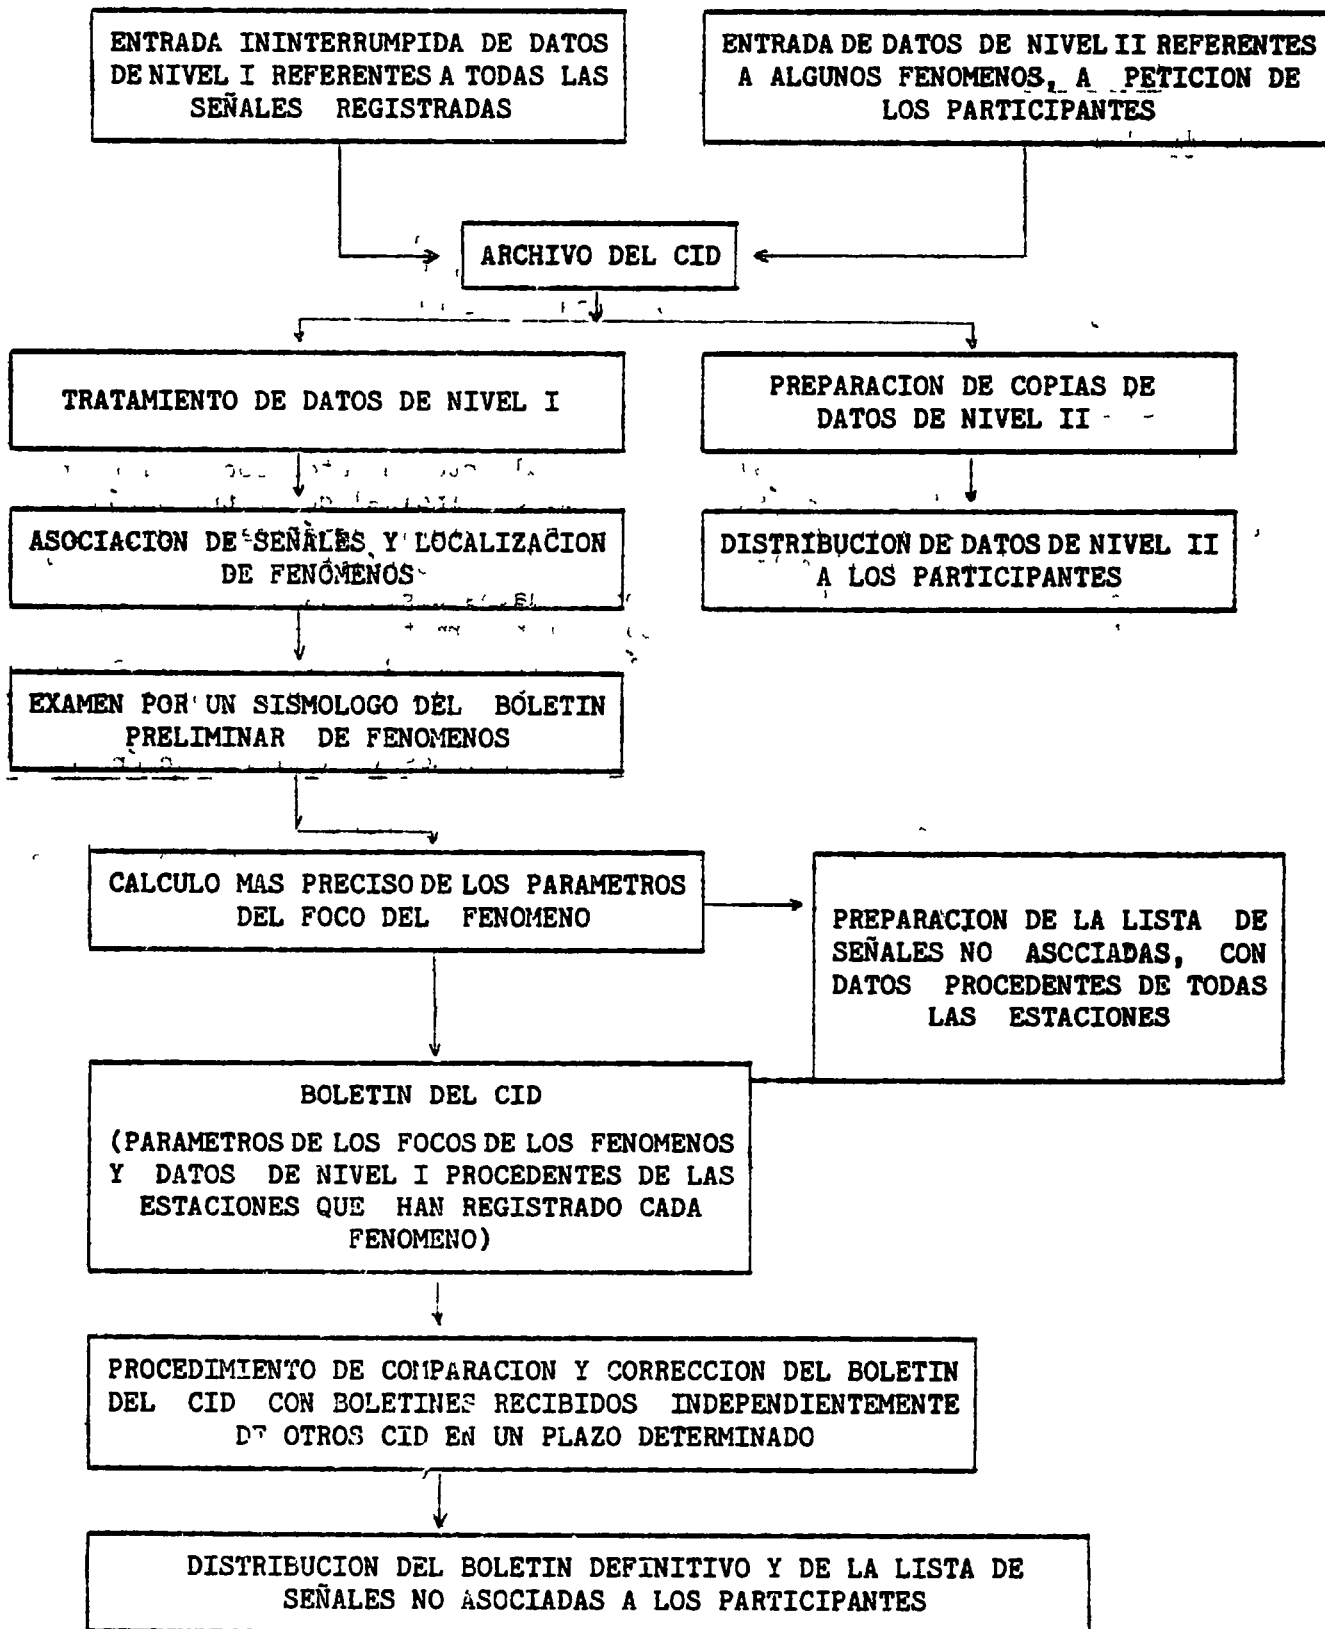 ENTRADA ININTERRUMPIDA DE DATOS
DE NIVEL I REFERENTES A TODAS LAS
SEÑALES REGISTRADAS
ENTRADA DE DATOS DE NIVEL II REFERENTES
A ALGUNOS FENOMENOS, A PETICION DE
LOS PARTICIPANTES
ARCHIVO DEL CID
TRATAMIENTO DE DATOS DE NIVEL I
PREPARACION DE COPIAS DE
DATOS DE NIVEL II
ASOCIACION DE SEÑALES Y LOCALIZACION
DE FENOMENOS
DISTRIBUCION DE DATOS DE NIVEL II
A LOS PARTICIPANTES
EXAMEN POR UN SISMOLOGO DEL BOLETIN
PRELIMINAR DE FENOMENOS
CALCULO MAS PRECISO DE LOS PARAMETROS
DEL FOCO DEL FENOMENO
PREPARACION DE LA LISTA DE
SEÑALES NO ASCCIADAS, CON
DATOS PROCEDENTES DE TODAS
LAS ESTACIONES
BOLETIN DEL CID
(PARAMETROS DE LOS FOCOS DE LOS FENOMENOS
Y DATOS DE NIVEL I PROCEDENTES DE LAS
ESTACIONES QUE HAN REGISTRADO CADA
FENOMENO)
PROCEDIMIENTO DE COMPARACION Y CORRECCION DEL BOLETIN
DEL CID CON BOLETINES RECIBIDOS INDEPENDIENTEMENTE
DE OTROS CID EN UN PLAZO DETERMINADO
DISTRIBUCION DEL BOLETIN DEFINITIVO Y DE LA LISTA DE
SEÑALES NO ASOCIADAS A LOS PARTICIPANTES